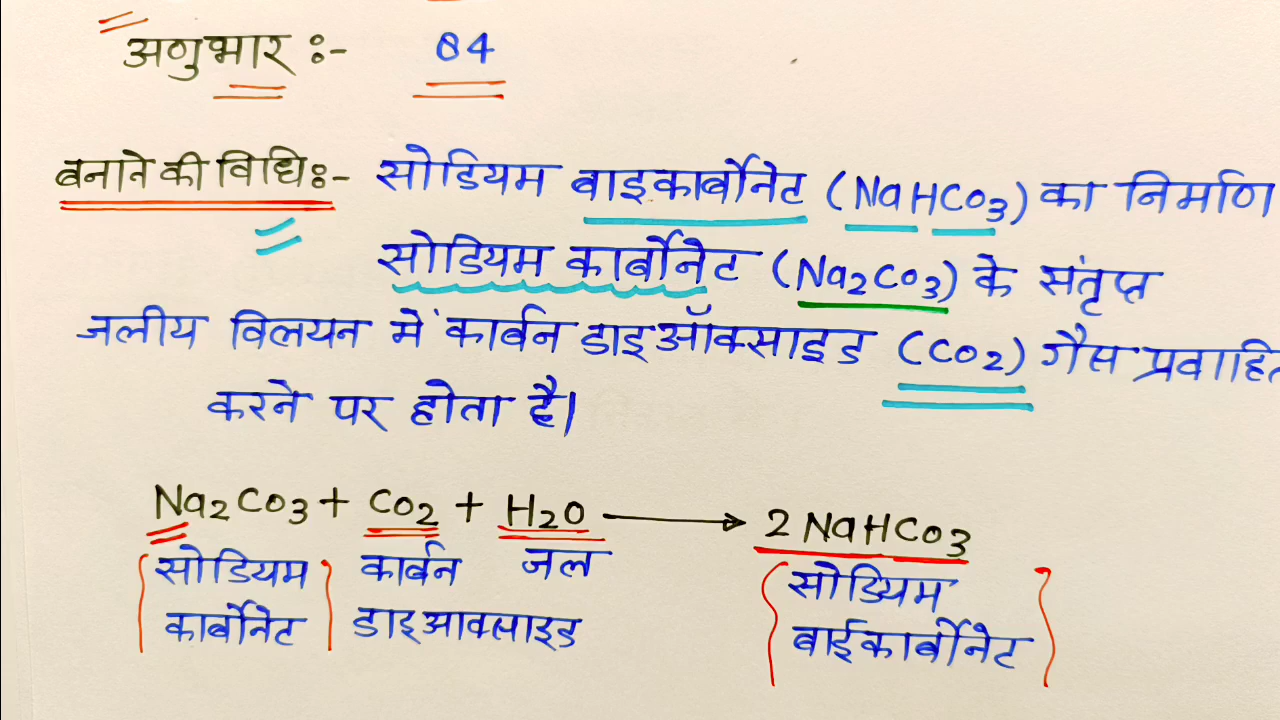 अणुभार :- 84
बनाने की विधिः- सोडियम बाइकार्बोनेट (NaHCO3) का निर्माण
सोडियम कार्बोनेट (Na2CO3) के संतृप्त
जलीय विलयन में कार्बन डाइऑक्साइड (CO2) गैस प्रवाहित
करने पर होता है।
Na2CO3 + CO2 + H2O ⟶ 2 NaHCO3
सोडियम कार्बन जल सोडियम
कार्बोनेट डाइआक्साइड बाईकार्बोनेट